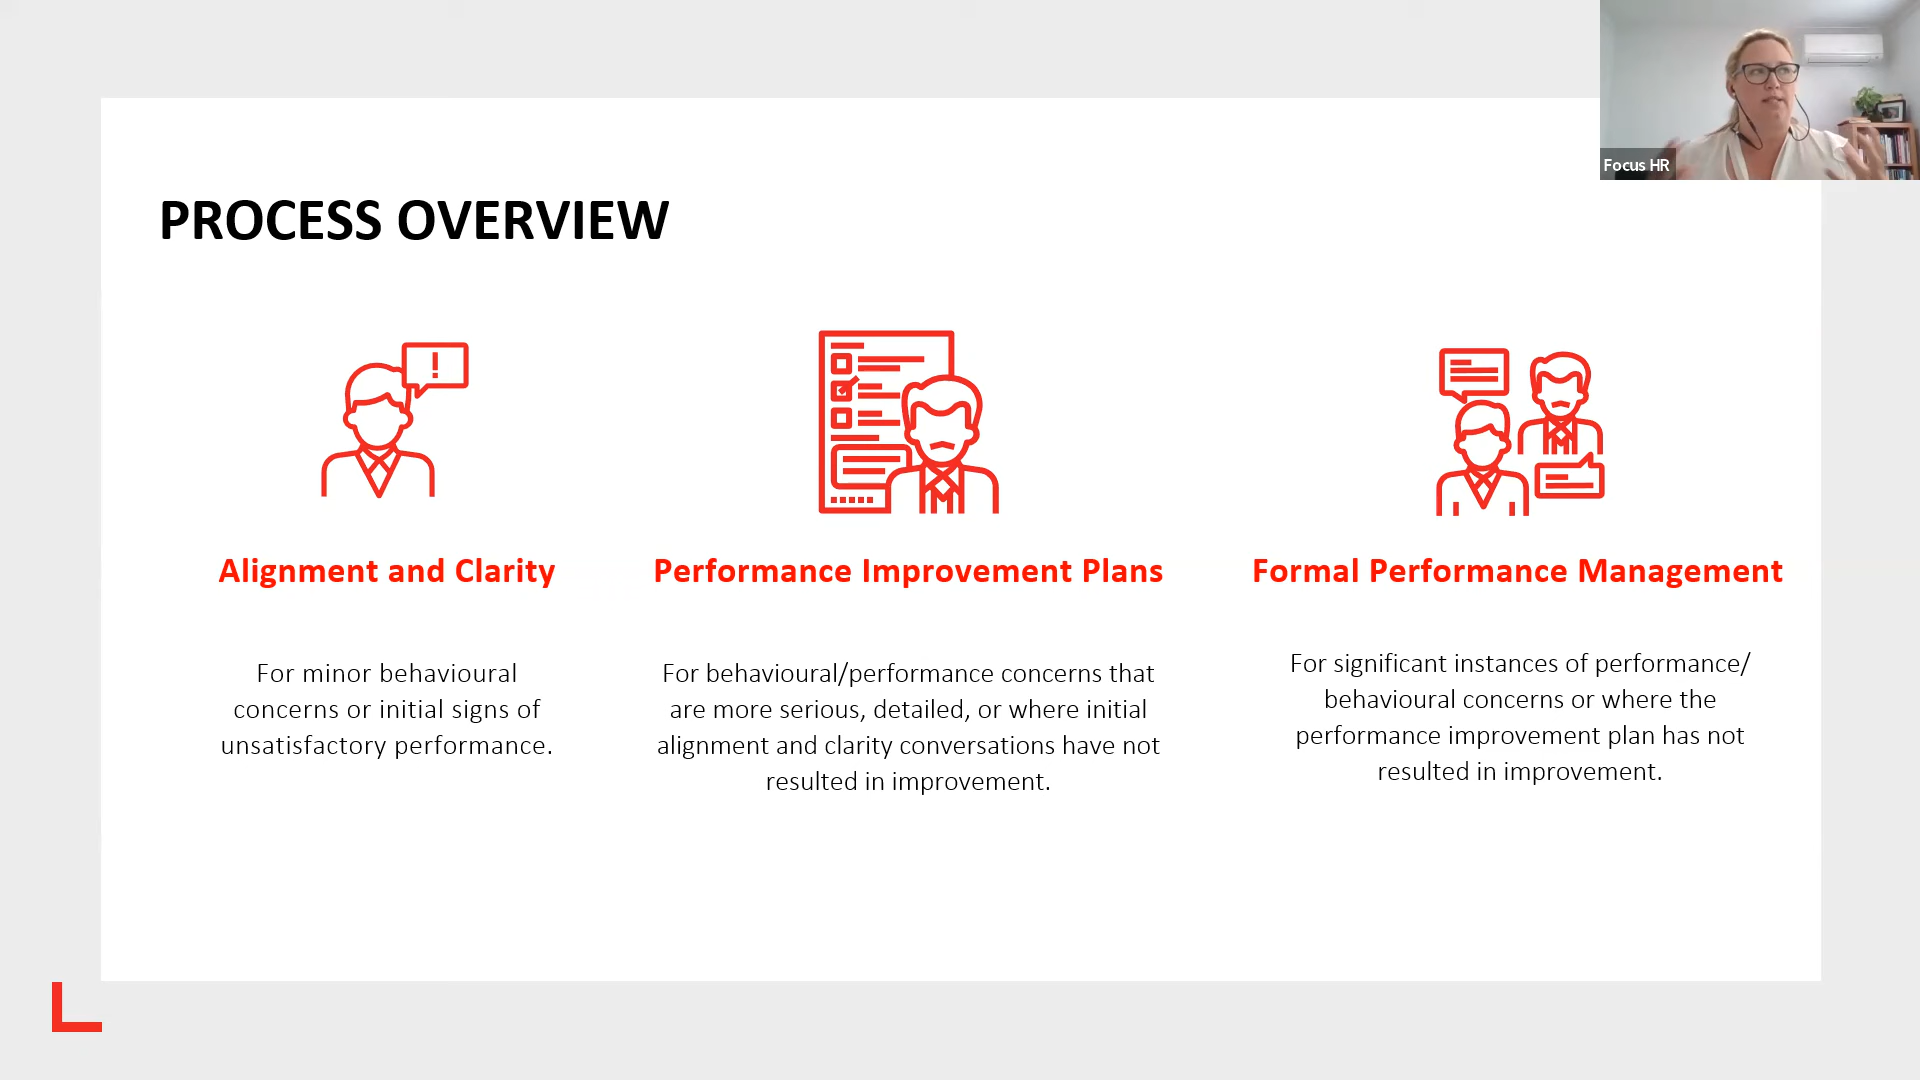 Focus HR
PROCESS OVERVIEW
!
Alignment and Clarity
For minor behavioural
concerns or initial signs of
unsatisfactory performance.
Performance Improvement Plans
For behavioural/performance concerns that
are more serious, detailed, or where initial
alignment and clarity conversations have not
resulted in improvement.
Formal Performance Management
For significant instances of performance/
behavioural concerns or where the
performance improvement plan has not
resulted in improvement.